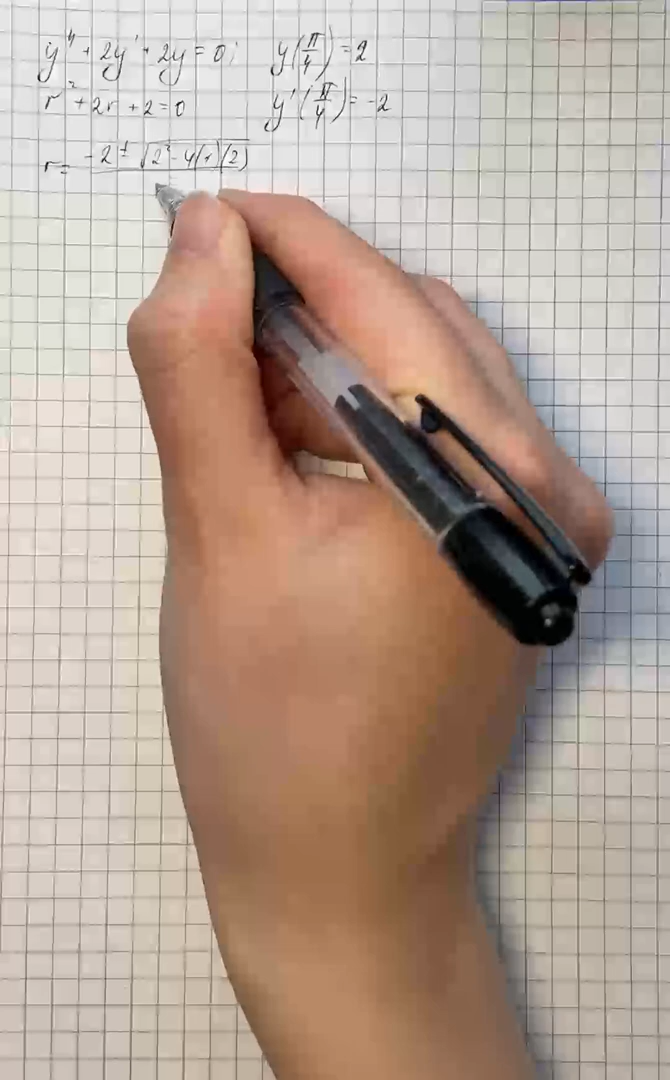 y'' + 2y' + 2y = 0; y(π/4) = 2
r² + 2r + 2 = 0 y'(π/4) = -2
r = -2 ± √2² - 4(1)(2)